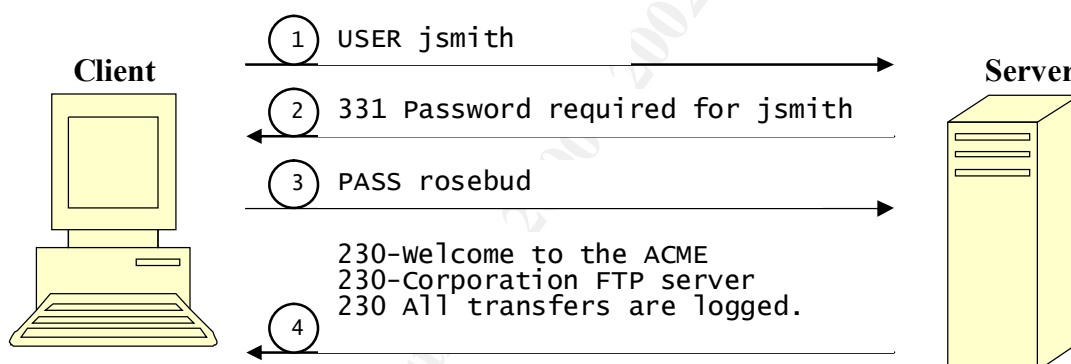 1 USER jsmith
Client
Server
2 331 Password required for jsmith
3 PASS rosebud
230-Welcome to the ACME
230-Corporation FTP server
230 All transfers are logged.
4